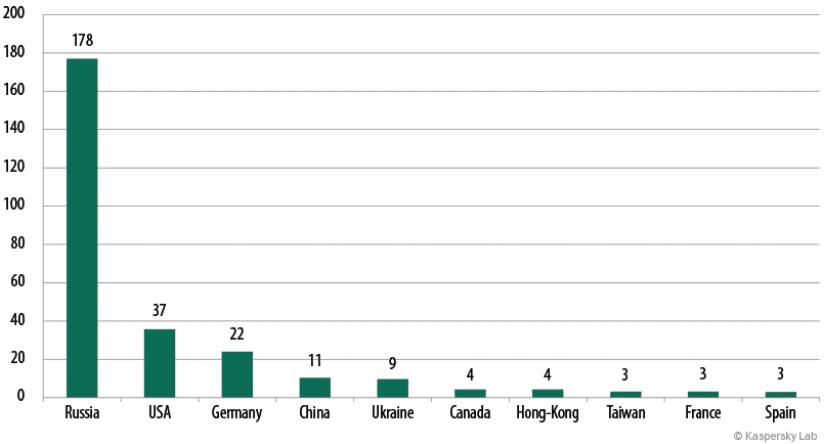 200
180
160
140
120
100
80
60
40
20
0
178
37
22
11
9
4
4
3
3
3
Russia
USA
Germany
China
Ukraine
Canada
Hong-Kong
Taiwan
France
Spain
© Kaspersky Lab